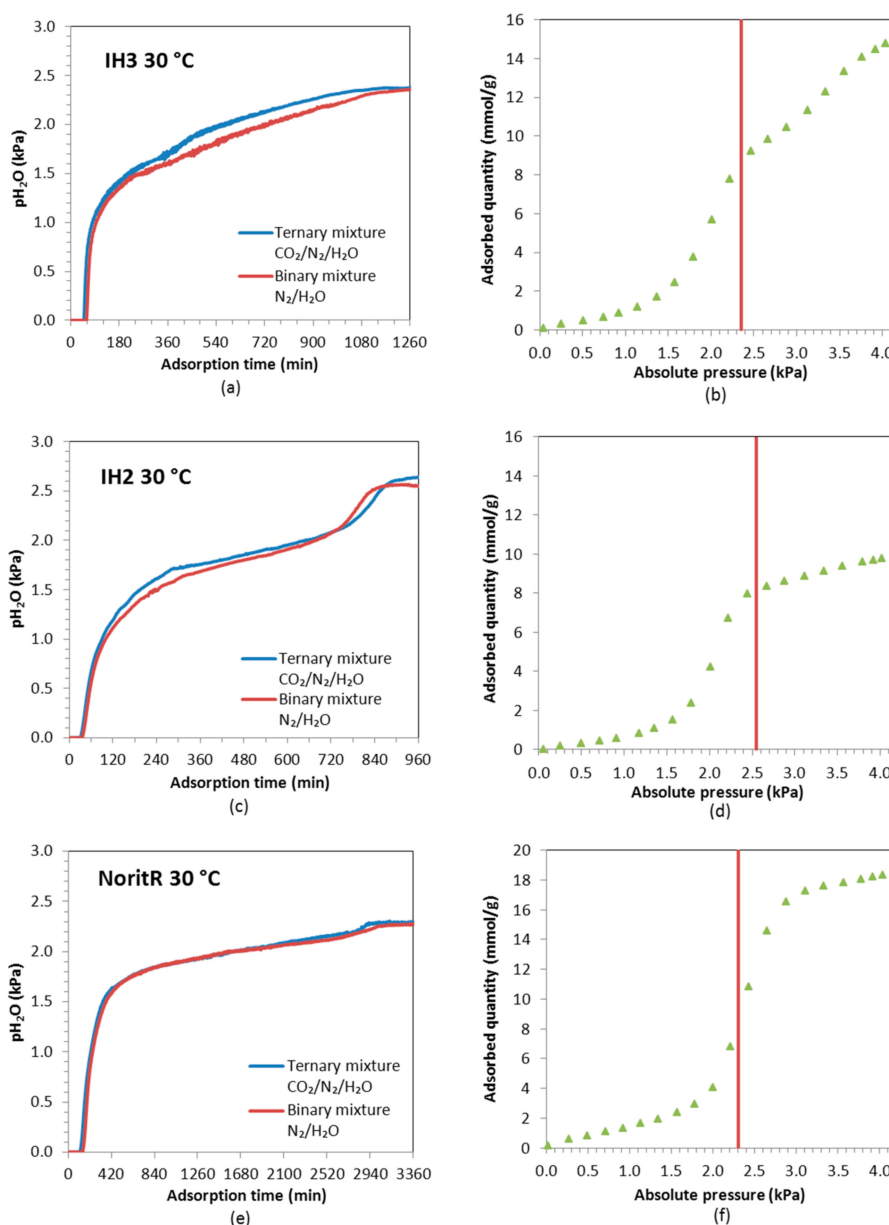 IH3 30 °C
pH₂O (kPa)
3.0
2.5
2.0
1.5
1.0
0.5
0.0
Ternary mixture
CO₂/N₂/H₂O
Binary mixture
N₂/H₂O
0 180 360 540 720 900 1080 1260
Adsorption time (min)
(a)
Adsorbed quantity (mmol/g)
16
14
12
10
8
6
4
2
0
0.0 0.5 1.0 1.5 2.0 2.5 3.0 3.5 4.0
Absolute pressure (kPa)
(b)
IH2 30 °C
pH₂O (kPa)
3.0
2.5
2.0
1.5
1.0
0.5
0.0
Ternary mixture
CO₂/N₂/H₂O
Binary mixture
N₂/H₂O
0 120 240 360 480 600 720 840 960
Adsorption time (min)
(c)
Adsorbed quantity (mmol/g)
16
14
12
10
8
6
4
2
0
0.0 0.5 1.0 1.5 2.0 2.5 3.0 3.5 4.0
Absolute pressure (kPa)
(d)
NoritR 30 °C
pH₂O (kPa)
3.0
2.5
2.0
1.5
1.0
0.5
0.0
Ternary mixture
CO₂/N₂/H₂O
Binary mixture
N₂/H₂O
0 420 840 1260 1680 2100 2520 2940 3360
Adsorption time (min)
(e)
Adsorbed quantity (mmol/g)
20
18
16
14
12
10
8
6
4
2
0
0.0 0.5 1.0 1.5 2.0 2.5 3.0 3.5 4.0
Absolute pressure (kPa)
(f)